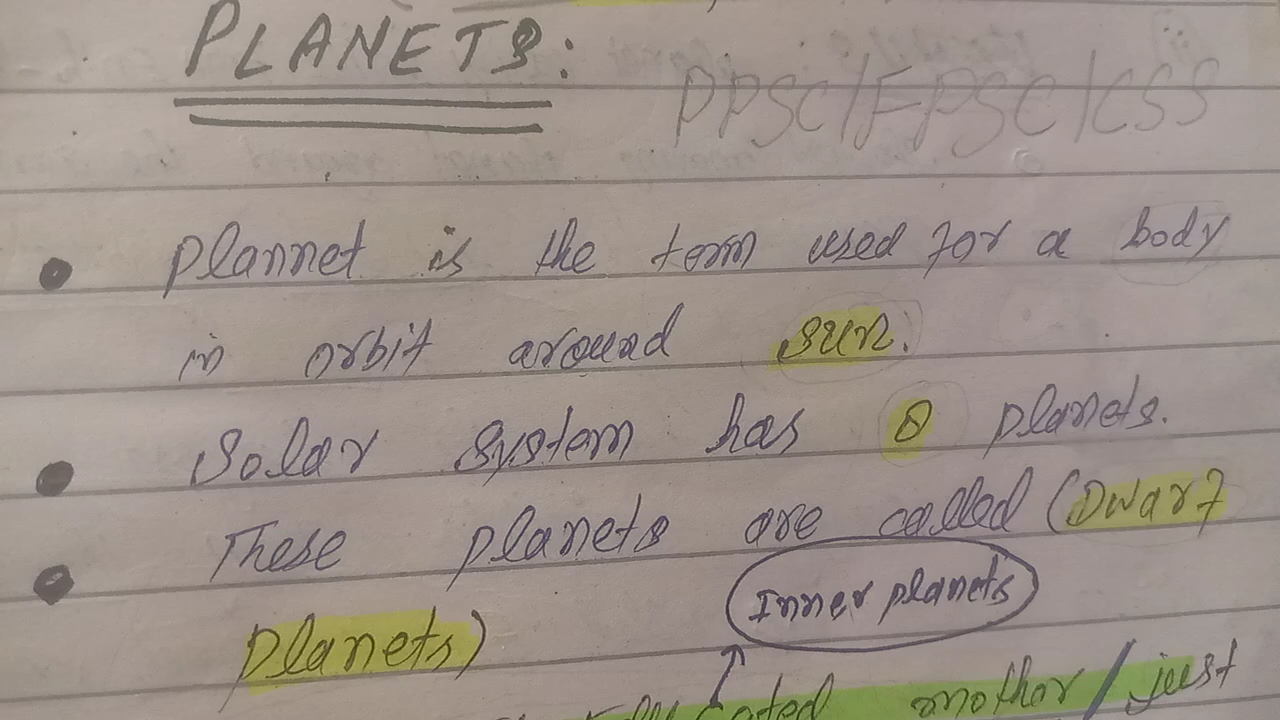 PLANETS:
PPSC/FPSC/CSS
Plannet is the term used for a body
in orbit around sun.
Solar system has 8 planets.
These planets are called (Dwarf
Planets)
Inner planets
another/just